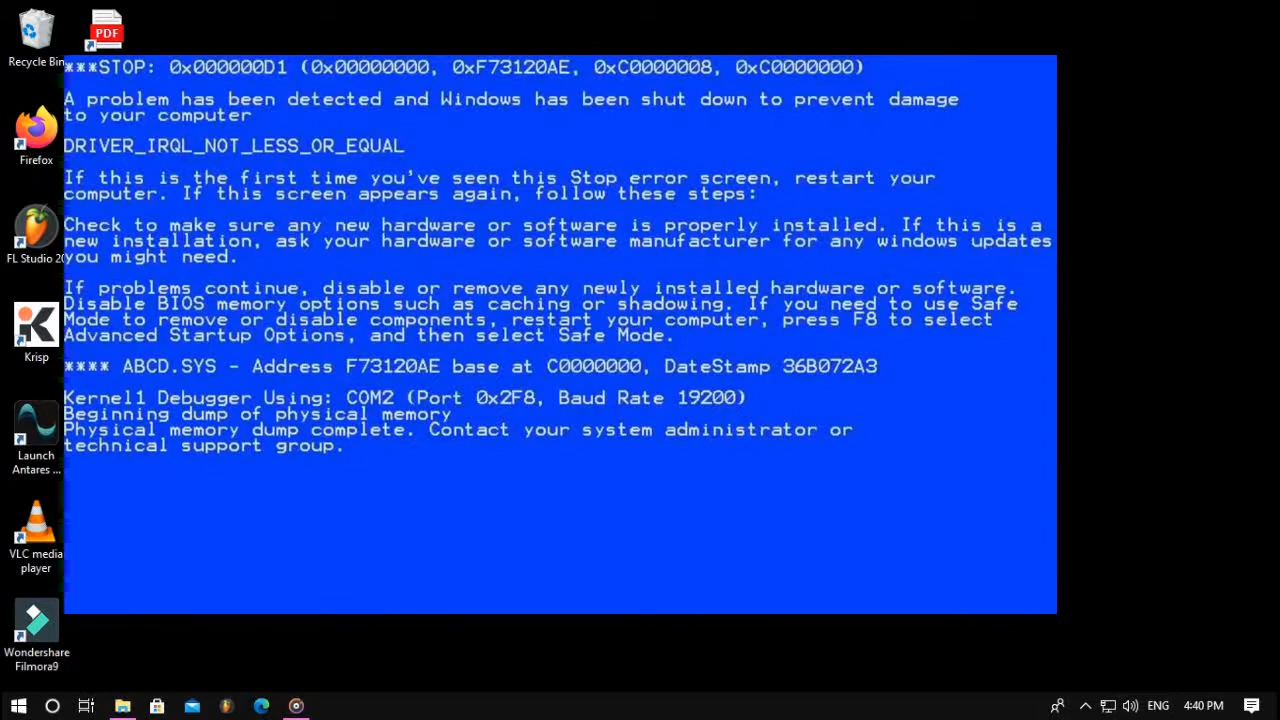 Recycle Bin
PDF
Firefox
FL Studio 20
Krisp
Launch
Antares ...
VLC media
player
Wondershare
Filmora9
***STOP: 0x000000D1 (0x00000000, 0xF73120AE, 0xC0000008, 0xC0000000)
A problem has been detected and Windows has been shut down to prevent damage
to your computer
DRIVER_IRQL_NOT_LESS_OR_EQUAL
If this is the first time you've seen this Stop error screen, restart your
computer. If this screen appears again, follow these steps:
Check to make sure any new hardware or software is properly installed. If this is a
new installation, ask your hardware or software manufacturer for any windows updates
you might need.
If problems continue, disable or remove any newly installed hardware or software.
Disable BIOS memory options such as caching or shadowing. If you need to use Safe
Mode to remove or disable components, restart your computer, press F8 to select
Advanced Startup Options, and then select Safe Mode.
**** ABCD.SYS - Address F73120AE base at C0000000, DateStamp 36B072A3
Kernel1 Debugger Using: COM2 (Port 0x2F8, Baud Rate 19200)
Beginning dump of physical memory
Physical memory dump complete. Contact your system administrator or
technical support group.
ENG
4:40 PM